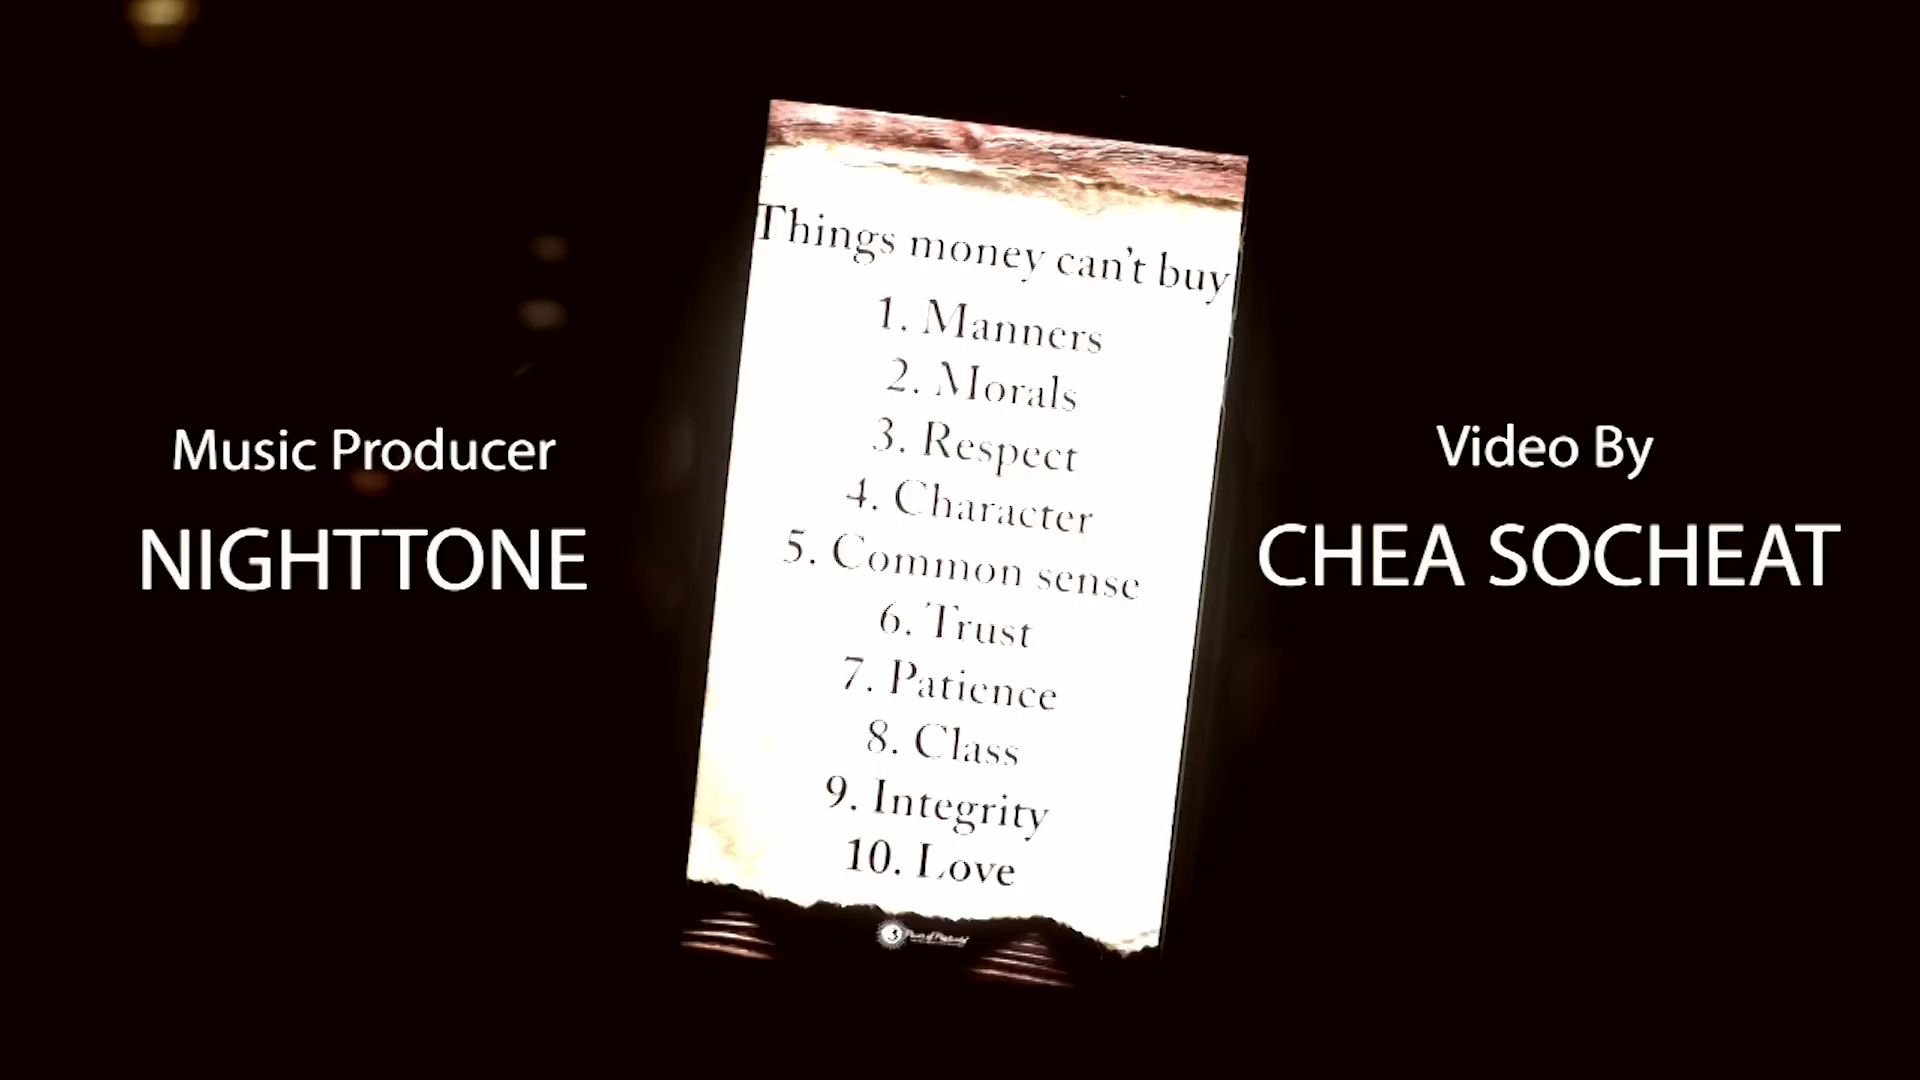 Music Producer
NIGHTTONE
Things money can't buy
1. Manners
2. Morals
3. Respect
4. Character
5. Common sense
6. Trust
7. Patience
8. Class
9. Integrity
10. Love
Video By
CHEA SOCHEAT